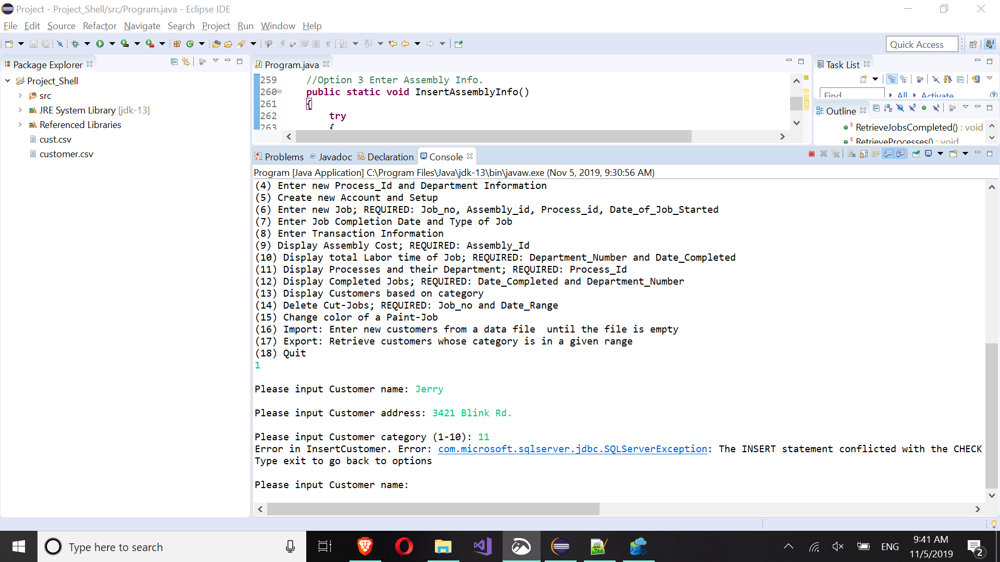 Project - Project_Shell/src/Program.java - Eclipse IDE
File Edit Source Refactor Navigate Search Project Run Window Help
Quick Access
Package Explorer
Project_Shell
src
JRE System Library [jdk-13]
Referenced Libraries
cust.csv
customer.csv
Program.java
259 //Option 3 Enter Assembly Info.
260 public static void InsertAssemblyInfo()
261 {
262 try
263 {
Task List
Find All Activate...
Outline
RetrieveJobsCompleted() : void
RetrieveProcesses() : void
Problems @ Javadoc Declaration Console
Program [Java Application] C:\Program Files\Java\jdk-13\bin\javaw.exe (Nov 5, 2019, 9:30:56 AM)
(4) Enter new Process_Id and Department Information
(5) Create new Account and Setup
(6) Enter new Job; REQUIRED: Job_no, Assembly_id, Process_id, Date_of_Job_Started
(7) Enter Job Completion Date and Type of Job
(8) Enter Transaction Information
(9) Display Assembly Cost; REQUIRED: Assembly_Id
(10) Display total Labor time of Job; REQUIRED: Department_Number and Date_Completed
(11) Display Processes and their Department; REQUIRED: Process_Id
(12) Display Completed Jobs; REQUIRED: Date_Completed and Department_Number
(13) Display Customers based on category
(14) Delete Cut-Jobs; REQUIRED: Job_no and Date_Range
(15) Change color of a Paint-Job
(16) Import: Enter new customers from a data file  until the file is empty
(17) Export: Retrieve customers whose category is in a given range
(18) Quit
1
Please input Customer name: Jerry
Please input Customer address: 3421 Blink Rd.
Please input Customer category (1-10): 11
Error in InsertCustomer. Error: com.microsoft.sqlserver.jdbc.SQLServerException: The INSERT statement conflicted with the CHECK
Type exit to go back to options
Please input Customer name:
Type here to search
ENG
9:41 AM
11/5/2019
2